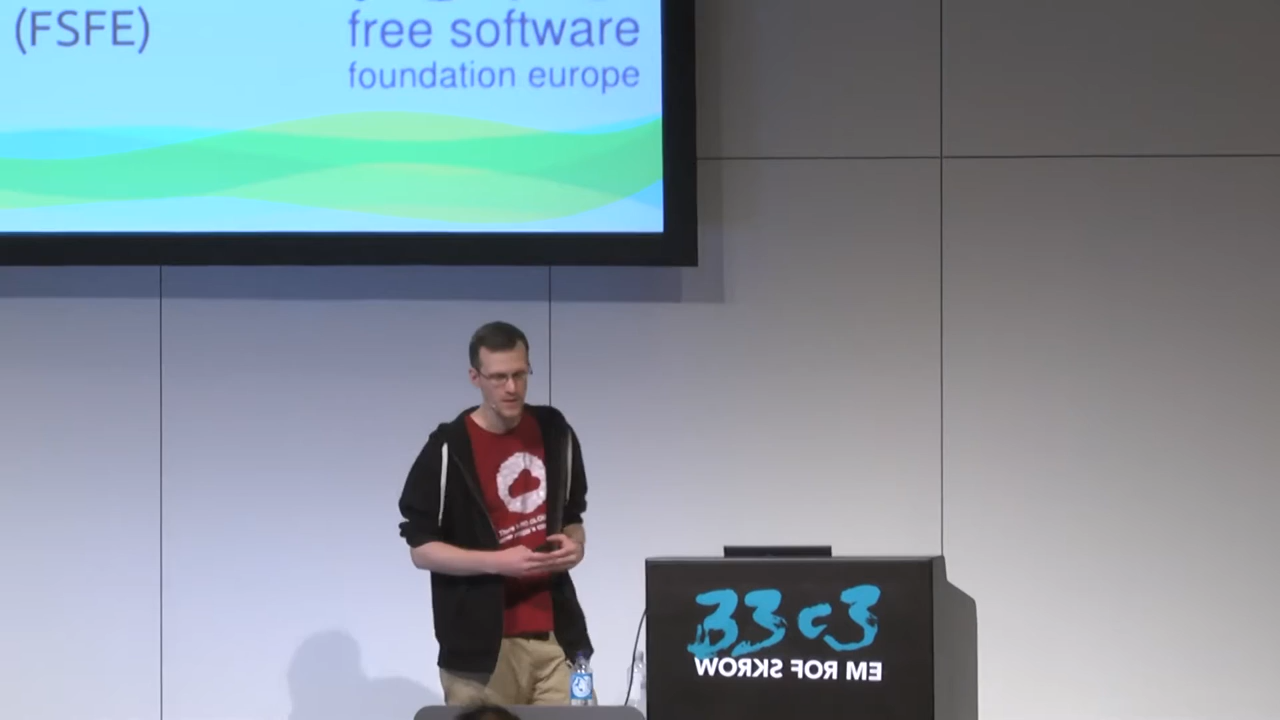 (FSFE)
free software
foundation europe
33c3
WORKS FOR ME